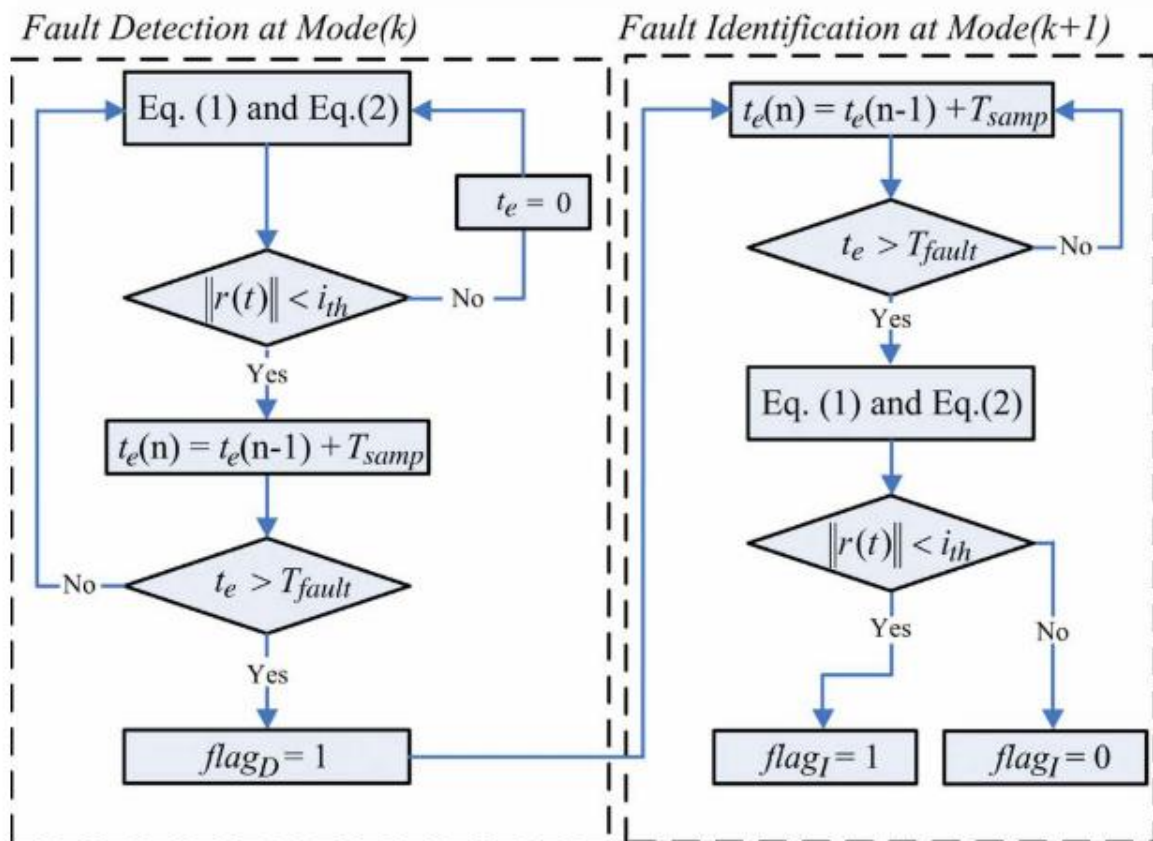 Fault Detection at Mode(k)
Eq. (1) and Eq.(2)
t_e = 0
||r(t)|| < i_th
No
Yes
t_e(n) = t_e(n-1) + T_samp
t_e > T_fault
No
Yes
flag_D = 1
Fault Identification at Mode(k+1)
t_e(n) = t_e(n-1) + T_samp
t_e > T_fault
No
Yes
Eq. (1) and Eq.(2)
||r(t)|| < i_th
Yes
No
flag_I = 1
flag_I = 0